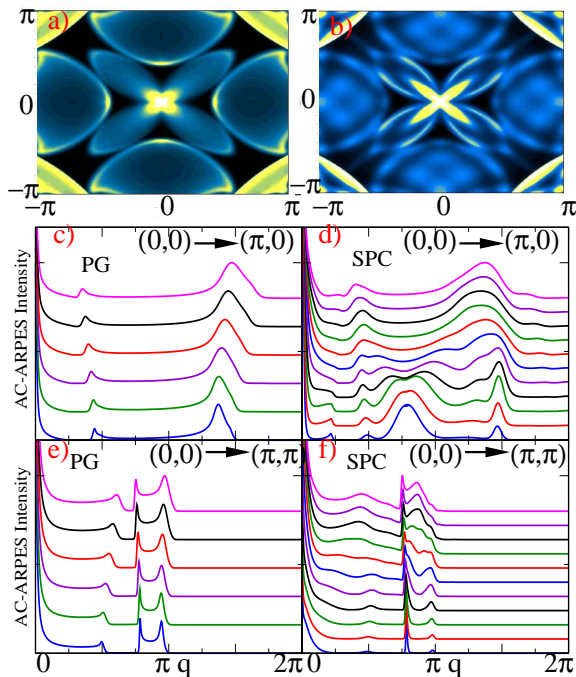 a)
b)
π
0
−π
−π
0
π
−π
0
π
c)
(0,0) → (π,0)
PG
AC-ARPES Intensity
d)
(0,0) → (π,0)
SPC
e)
PG
(0,0) → (π,π)
AC-ARPES Intensity
f)
SPC
(0,0) → (π,π)
0
π q
2π
0
π q
2π